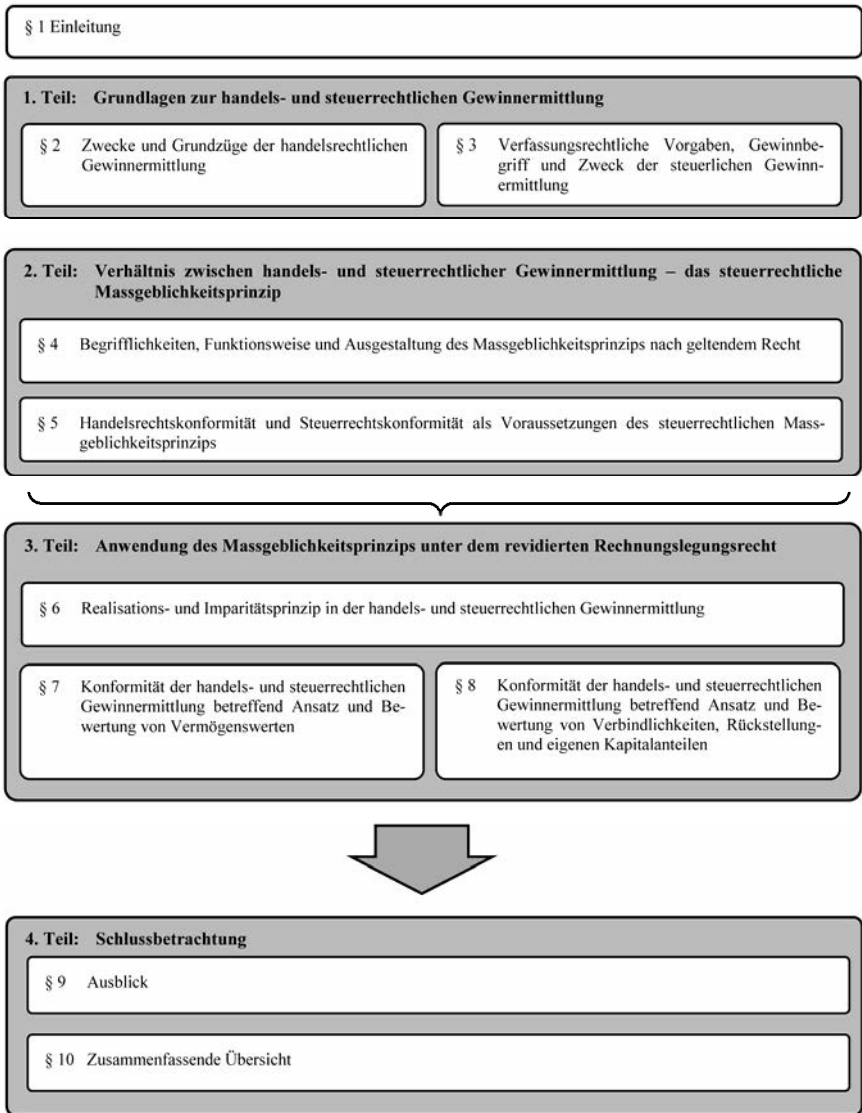 § 1 Einleitung
1. Teil: Grundlagen zur handels- und steuerrechtlichen Gewinnermittlung
§ 2 Zwecke und Grundzüge der handelsrechtlichen
Gewinnermittlung
§ 3 Verfassungsrechtliche Vorgaben, Gewinnbe-
griff und Zweck der steuerlichen Gewinn-
ermittlung
2. Teil: Verhältnis zwischen handels- und steuerrechtlicher Gewinnermittlung – das steuerrechtliche
Massgeblichkeitsprinzip
§ 4 Begrifflichkeiten, Funktionsweise und Ausgestaltung des Massgeblichkeitsprinzips nach geltendem Recht
§ 5 Handelsrechtskonformität und Steuerrechtskonformität als Voraussetzungen des steuerrechtlichen Mass-
geblichkeitsprinzips
3. Teil: Anwendung des Massgeblichkeitsprinzips unter dem revidierten Rechnungslegungsrecht
§ 6 Realisations- und Imparitätsprinzip in der handels- und steuerrechtlichen Gewinnermittlung
§ 7 Konformität der handels- und steuerrechtlichen
Gewinnermittlung betreffend Ansatz und Be-
wertung von Vermögenswerten
§ 8 Konformität der handels- und steuerrechtlichen
Gewinnermittlung betreffend Ansatz und Be-
wertung von Verbindlichkeiten, Rückstellung-
en und eigenen Kapitalanteilen
4. Teil: Schlussbetrachtung
§ 9 Ausblick
§ 10 Zusammenfassende Übersicht